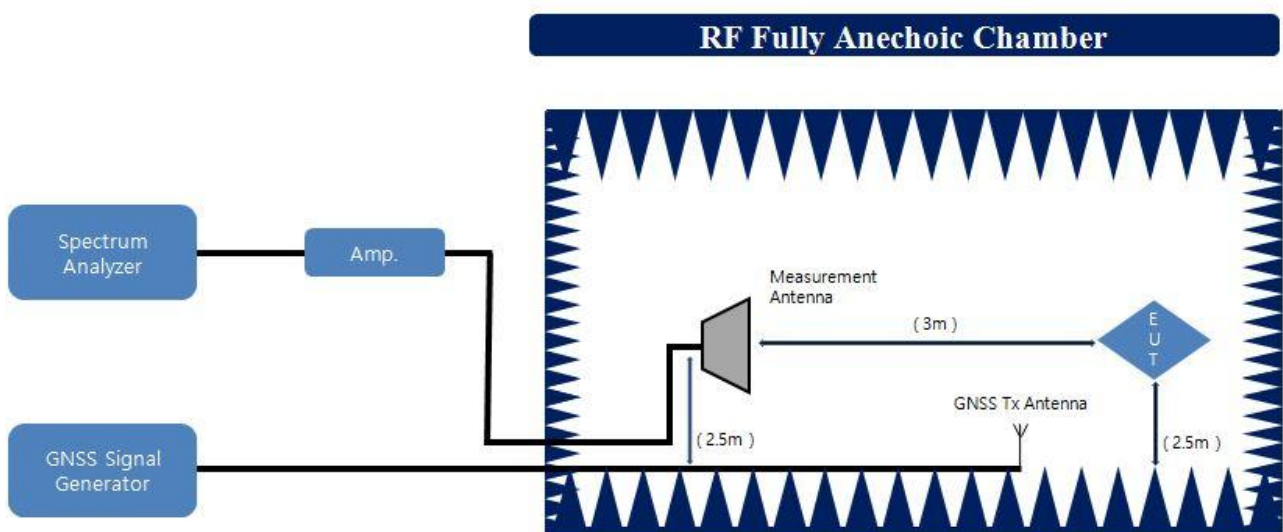 RF Fully Anechoic Chamber
Spectrum
Analyzer
Amp.
Measurement
Antenna
( 3m )
E
U
T
GNSS Tx Antenna
( 2.5m )
( 2.5m )
GNSS Signal
Generator